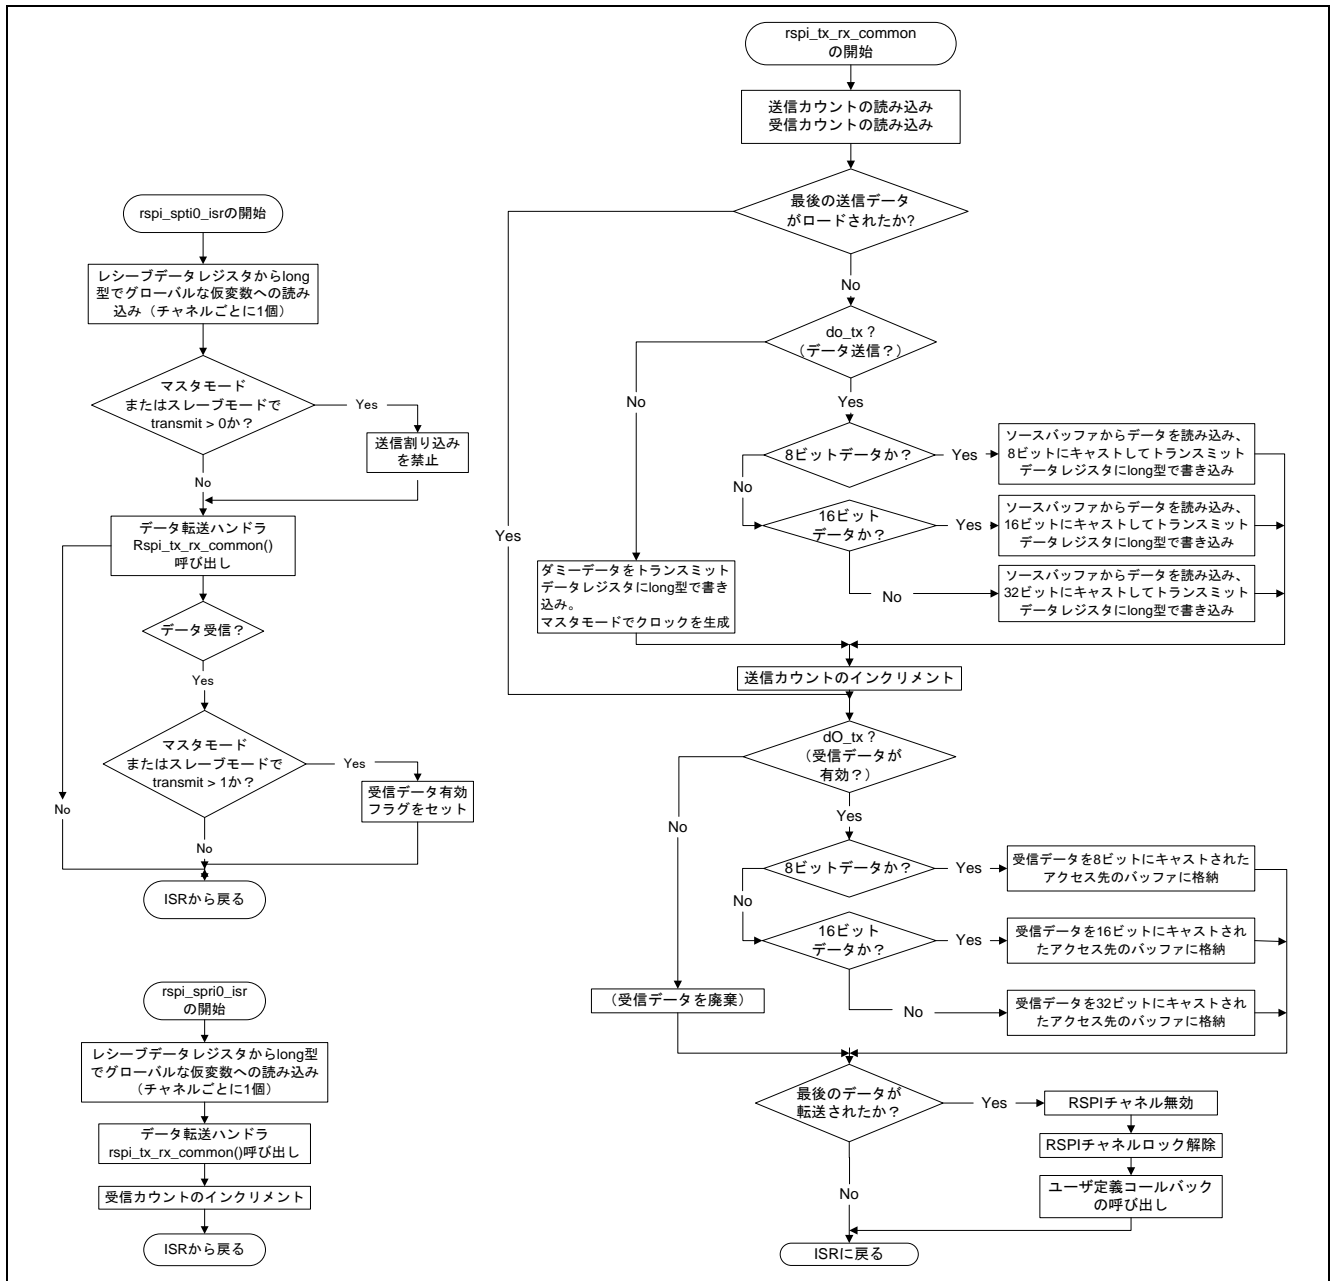 rspi_spti0_isrの開始
レシーブデータレジスタからlong
型でグローバルな仮変数への読み
込み（チャネルごとに1個）
マスタモード
またはスレーブモードで
transmit > 0か？
Yes
送信割り込み
を禁止
No
データ転送ハンドラ
Rspi_tx_rx_common()
呼び出し
データ受信？
Yes
マスタモード
またはスレーブモードで
transmit > 1か？
Yes
受信データ有効
フラグをセット
No
No
ISRから戻る
rspi_spri0_isr
の開始
レシーブデータレジスタからlong型
でグローバルな仮変数への読み込み
（チャネルごとに1個）
データ転送ハンドラ
rspi_tx_rx_common()呼び出し
受信カウントのインクリメント
ISRから戻る
rspi_tx_rx_common
の開始
送信カウントの読み込み
受信カウントの読み込み
最後の送信データ
がロードされたか?
No
Yes
do_tx ?
（データ送信？）
No
Yes
8ビットデータか？
Yes
ソースバッファからデータを読み込み、
8ビットにキャストしてトランスミット
データレジスタにlong型で書き込み
No
16ビット
データか？
Yes
ソースバッファからデータを読み込み、
16ビットにキャストしてトランスミット
データレジスタにlong型で書き込み
No
ソースバッファからデータを読み込み、
32ビットにキャストしてトランスミット
データレジスタにlong型で書き込み
ダミーデータをトランスミット
データレジスタにlong型で書き
込み。
マスタモードでクロックを生成
送信カウントのインクリメント
dO_tx ?
（受信データが
有効？）
No
Yes
8ビットデータか？
Yes
受信データを8ビットにキャストされた
アクセス先のバッファに格納
No
16ビット
データか？
Yes
受信データを16ビットにキャストされ
たアクセス先のバッファに格納
No
受信データを32ビットにキャストされ
たアクセス先のバッファに格納
（受信データを廃棄）
最後のデータが
転送されたか？
Yes
RSPIチャネル無効
RSPIチャネルロック解除
ユーザ定義コールバック
の呼び出し
No
ISRに戻る